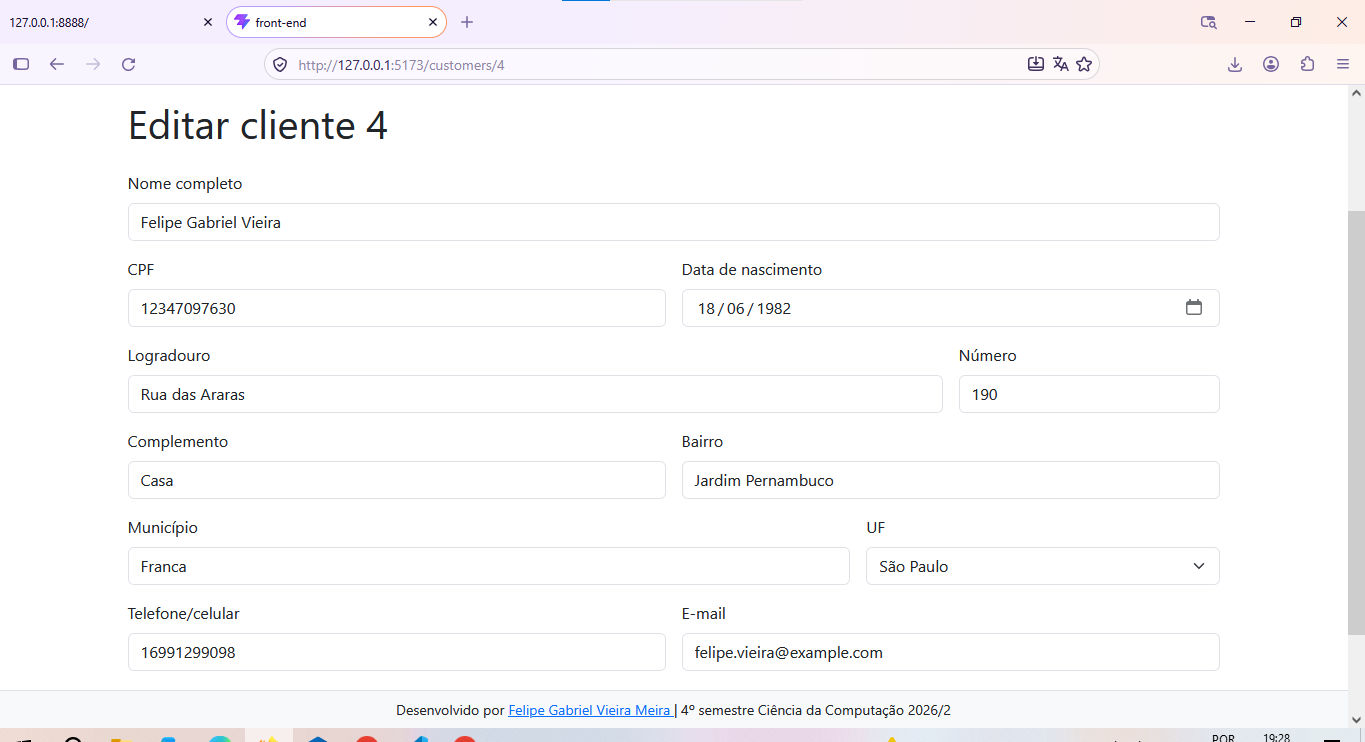 127.0.0.1:8888/ front-end
http://127.0.0.1:5173/customers/4
Editar cliente 4
Nome completo
Felipe Gabriel Vieira
CPF Data de nascimento
12347097630 18/06/1982
Logradouro Número
Rua das Araras 190
Complemento Bairro
Casa Jardim Pernambuco
Município UF
Franca São Paulo
Telefone/celular E-mail
16991299098 felipe.vieira@example.com
Desenvolvido por Felipe Gabriel Vieira Meira | 4º semestre Ciência da Computação 2026/2
POR 19:28